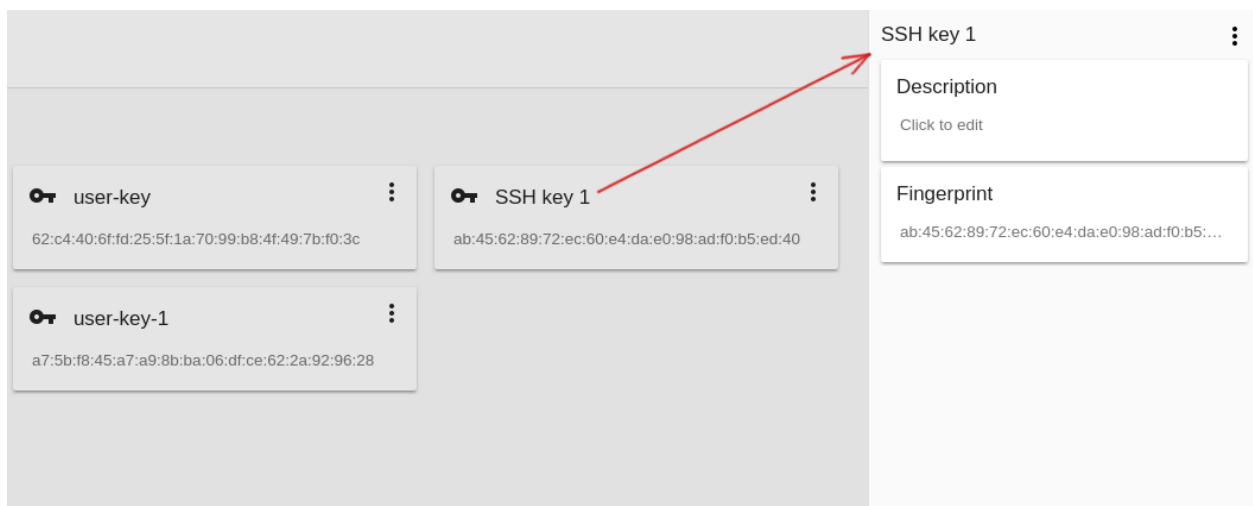 user-key
62:c4:40:6f:fd:25:5f:1a:70:99:b8:4f:49:7b:f0:3c
SSH key 1
ab:45:62:89:72:ec:60:e4:da:e0:98:ad:f0:b5:ed:40
user-key-1
a7:5b:f8:45:a7:a9:8b:ba:06:df:ce:62:2a:92:96:28
SSH key 1
Description
Click to edit
Fingerprint
ab:45:62:89:72:ec:60:e4:da:e0:98:ad:f0:b5:…